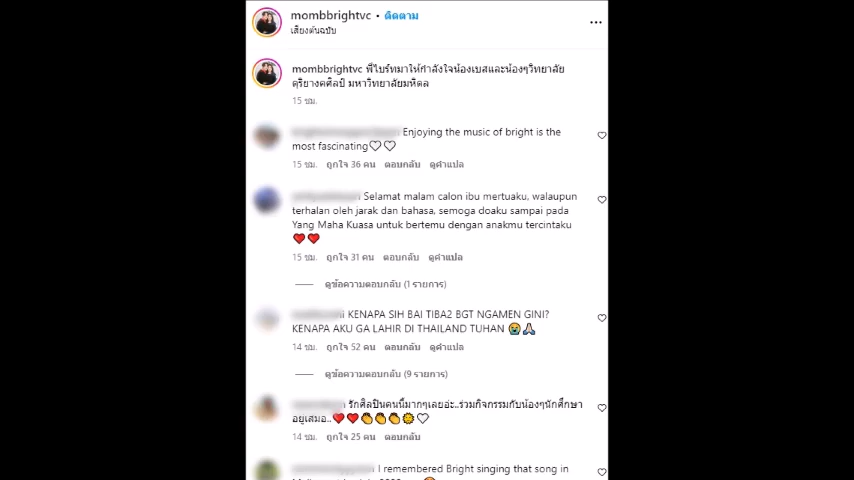 mombbrightvc • ติดตาม
เสียงต้นฉบับ
mombbrightvc พี่ไบร์ทมาให้กำลังใจน้องเบสและน้องๆวิทยาลัย
ดุริยางคศิลป์ มหาวิทยาลัยมหิดล
15 ชม.
Enjoying the music of bright is the
most fascinating🤍🤍
15 ชม. ถูกใจ 36 คน ตอบกลับ ดูคำแปล
Selamat malam calon ibu mertuaku, walaupun
terhalan oleh jarak dan bahasa, semoga doaku sampai pada
Yang Maha Kuasa untuk bertemu dengan anakmu tercintaku
❤️❤️
15 ชม. ถูกใจ 31 คน ตอบกลับ ดูคำแปล
ดูข้อความตอบกลับ (1 รายการ)
KENAPA SIH BAI TIBA2 BGT NGAMEN GINI?
KENAPA AKU GA LAHIR DI THAILAND TUHAN 😭🙏🏻
14 ชม. ถูกใจ 52 คน ตอบกลับ ดูคำแปล
ดูข้อความตอบกลับ (9 รายการ)
รักศิลปินคนนี้มากๆเลยอ่ะ..ร่วมกิจกรรมกับน้องๆนักศึกษา
อยู่เสมอ..❤️❤️👏👏👏🌞🤍
14 ชม. ถูกใจ 25 คน ตอบกลับ
I remembered Bright singing that song in